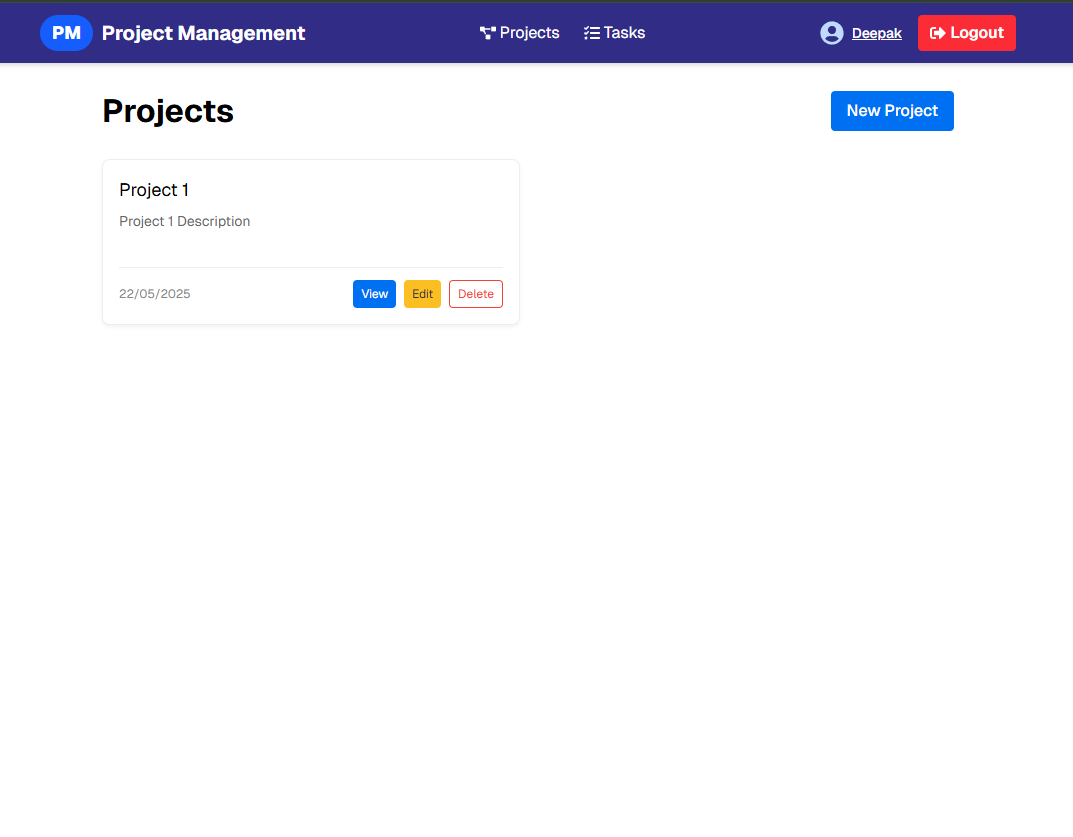 PM Project Management Projects Tasks Deepak Logout
Projects New Project
Project 1
Project 1 Description
22/05/2025 View Edit Delete